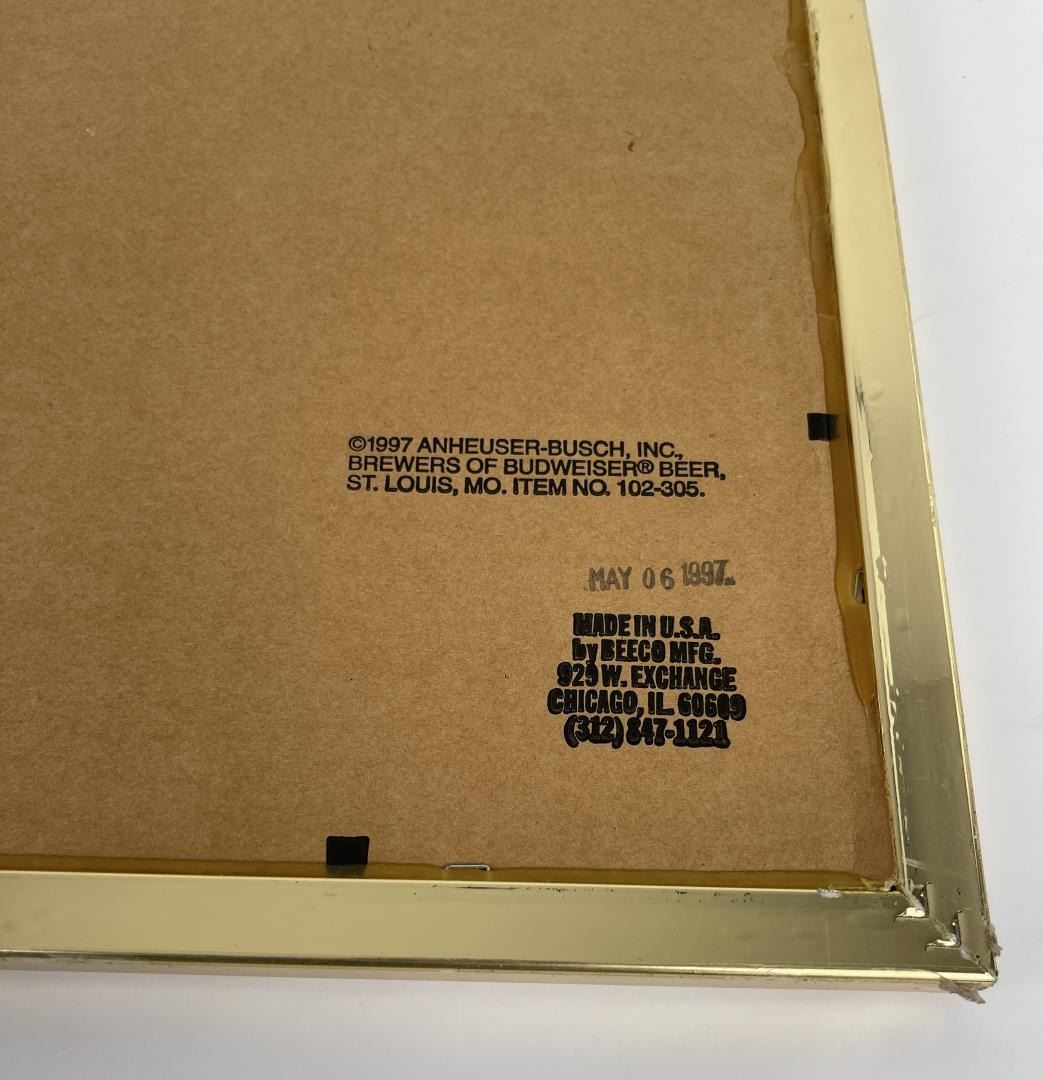 ©1997 ANHEUSER-BUSCH, INC.,
BREWERS OF BUDWEISER® BEER,
ST. LOUIS, MO. ITEM NO. 102-305.
MAY 06 1997
MADE IN U.S.A.
by BEECO MFG.
929 W. EXCHANGE
CHICAGO, IL. 60609
(312) 847-1121